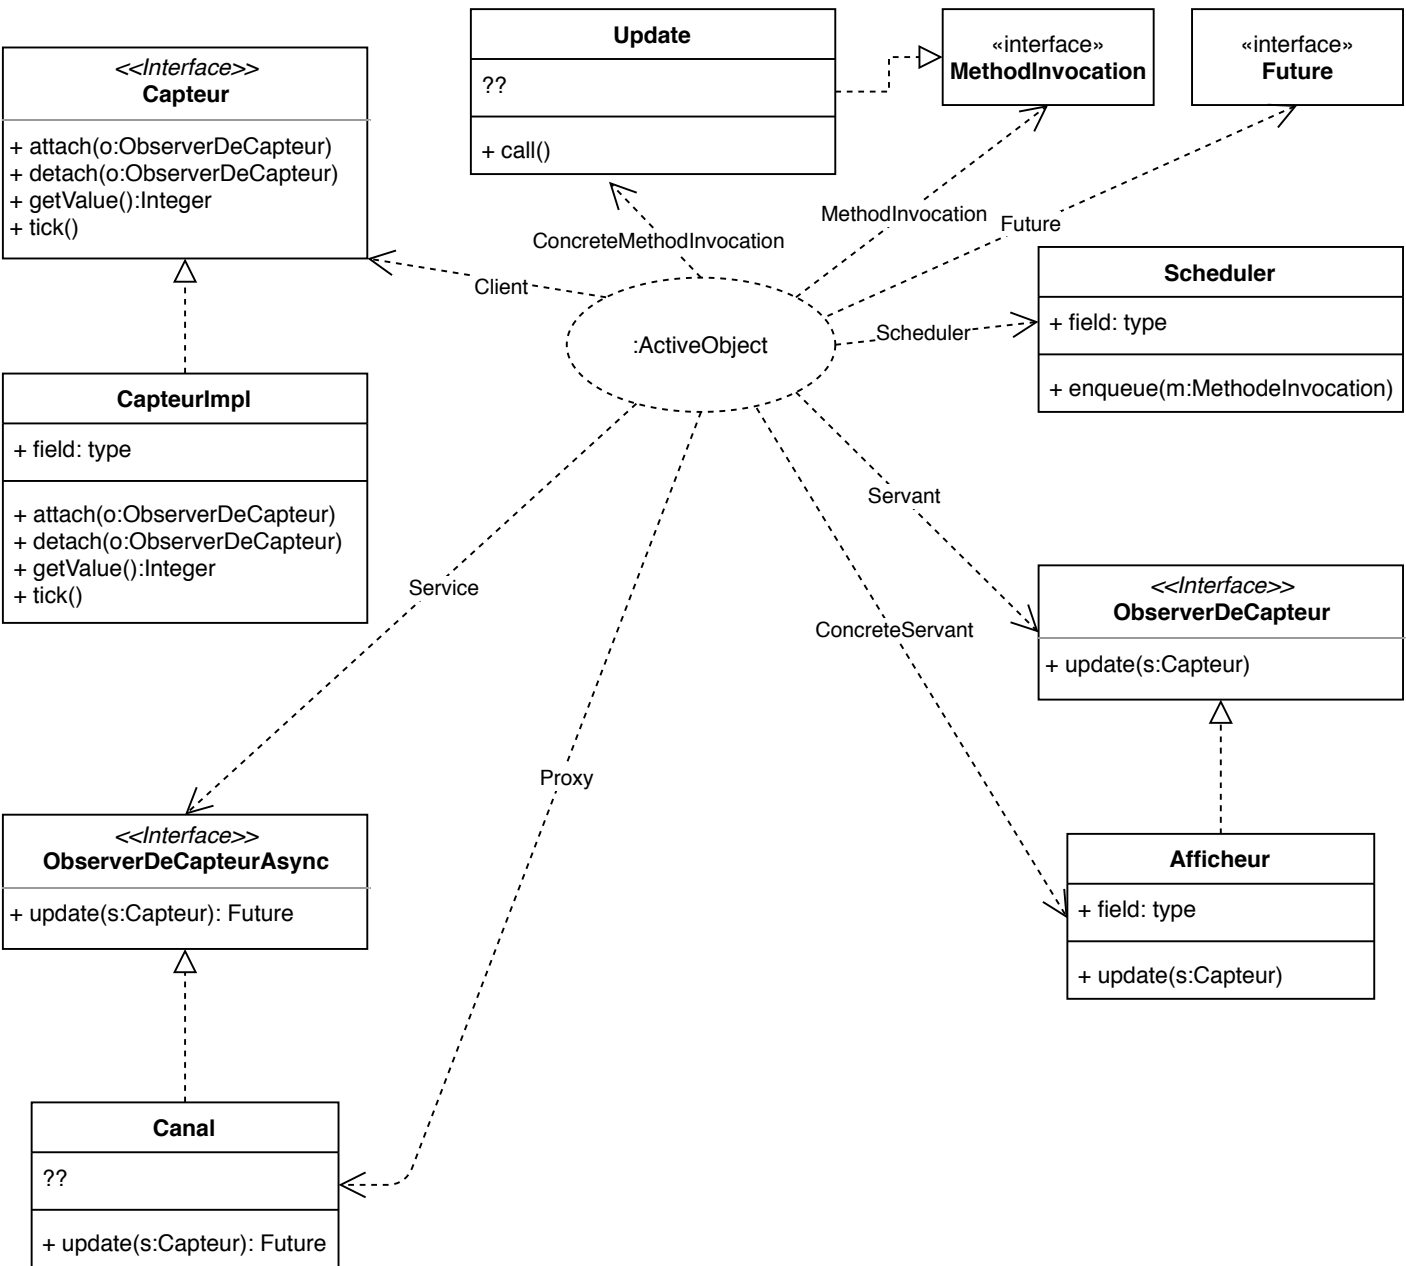 <<Interface>>
Capteur
+ attach(o:ObserverDeCapteur)
+ detach(o:ObserverDeCapteur)
+ getValue():Integer
+ tick()
Update
??
+ call()
«interface»
MethodInvocation
«interface»
Future
MethodInvocation
Future
ConcreteMethodInvocation
Client
:ActiveObject
Scheduler
Scheduler
+ field: type
+ enqueue(m:MethodeInvocation)
CapteurImpl
+ field: type
+ attach(o:ObserverDeCapteur)
+ detach(o:ObserverDeCapteur)
+ getValue():Integer
+ tick()
Service
Servant
ConcreteServant
Proxy
<<Interface>>
ObserverDeCapteur
+ update(s:Capteur)
<<Interface>>
ObserverDeCapteurAsync
+ update(s:Capteur): Future
Afficheur
+ field: type
+ update(s:Capteur)
Canal
??
+ update(s:Capteur): Future